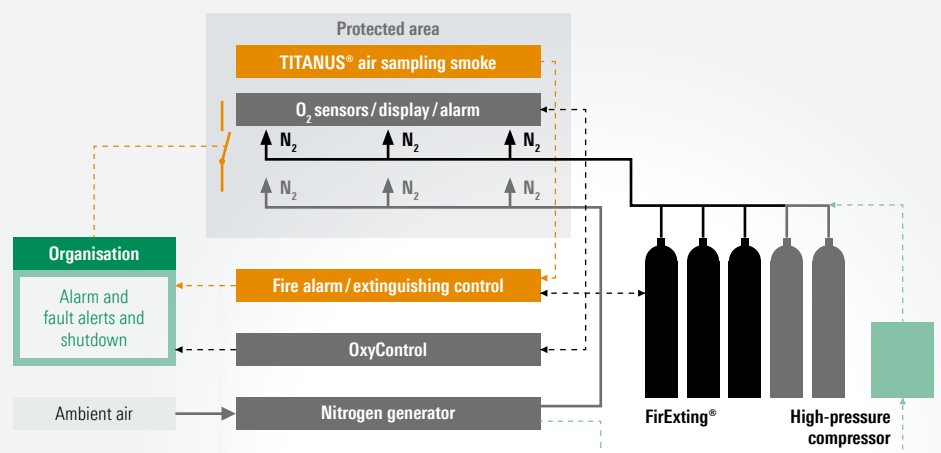 Protected area
TITANUS® air sampling smoke
O₂ sensors / display / alarm
N₂ N₂ N₂
N₂ N₂ N₂
Organisation
Alarm and
fault alerts and
shutdown
Fire alarm / extinguishing control
OxyControl
Ambient air
Nitrogen generator
FirExting®
High-pressure
compressor